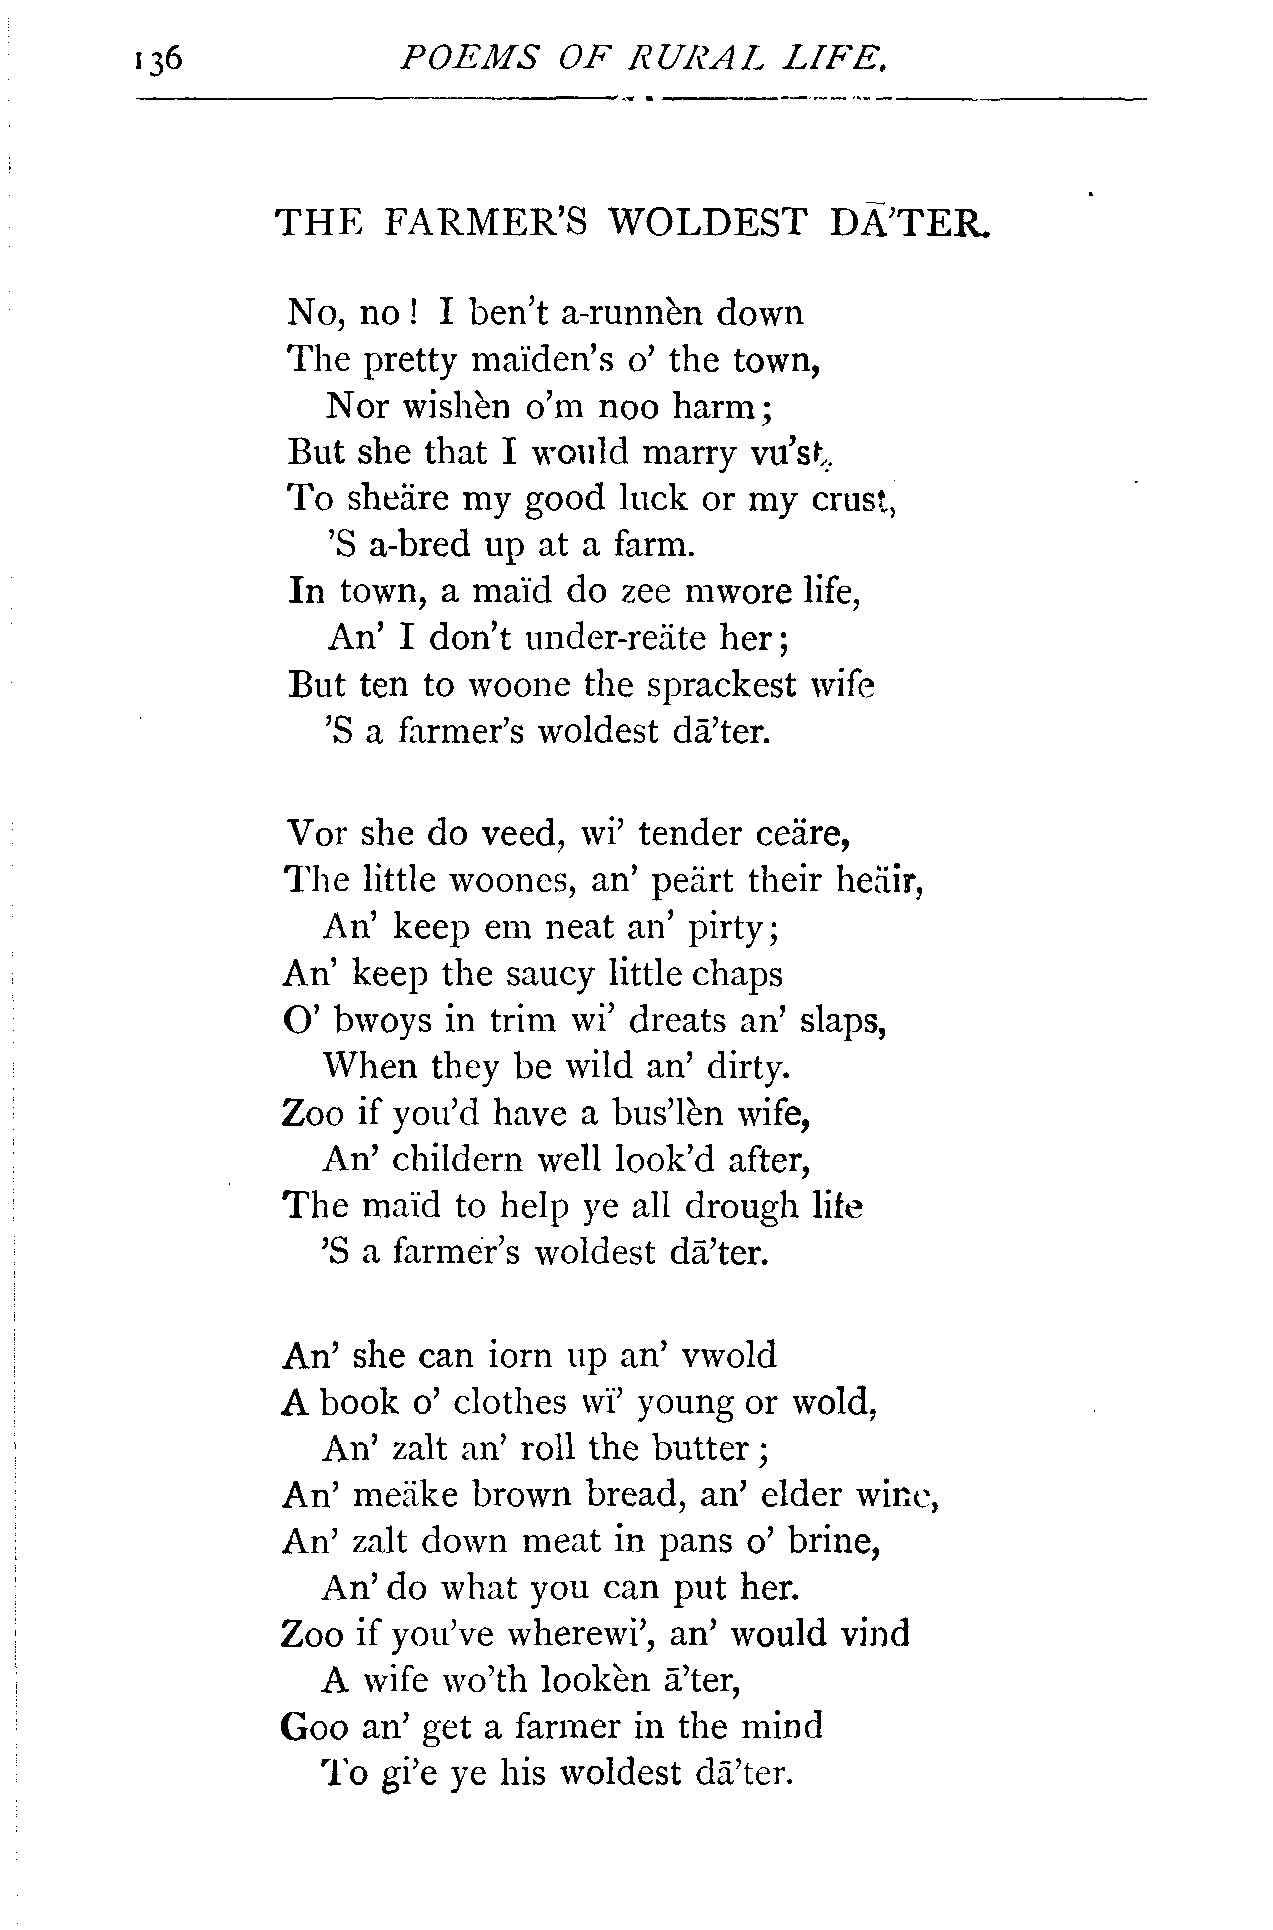 136 POEMS OF RURAL LIFE.
THE FARMER'S WOLDEST DĀ'TER.
No, no! I ben't a-runnèn down
The pretty maïden's o' the town,
Nor wishèn o'm noo harm;
But she that I would marry vu'st,
To sheäre my good luck or my crust,
'S a-bred up at a farm.
In town, a maïd do zee mwore life,
An' I don't under-reäte her;
But ten to woone the sprackest wife
'S a farmer's woldest dā'ter.
Vor she do veed, wi' tender ceäre,
The little woones, an' peärt their heäir,
An' keep em neat an' pirty;
An' keep the saucy little chaps
O' bwoys in trim wi' dreats an' slaps,
When they be wild an' dirty.
Zoo if you'd have a bus'lèn wife,
An' childern well look'd after,
The maïd to help ye all drough life
'S a farmer's woldest dā'ter.
An' she can iorn up an' vwold
A book o' clothes wï' young or wold,
An' zalt an' roll the butter;
An' meäke brown bread, an' elder wine,
An' zalt down meat in pans o' brine,
An' do what you can put her.
Zoo if you've wherewi', an' would vind
A wife wo'th lookèn ā'ter,
Goo an' get a farmer in the mind
To gi'e ye his woldest dā'ter.